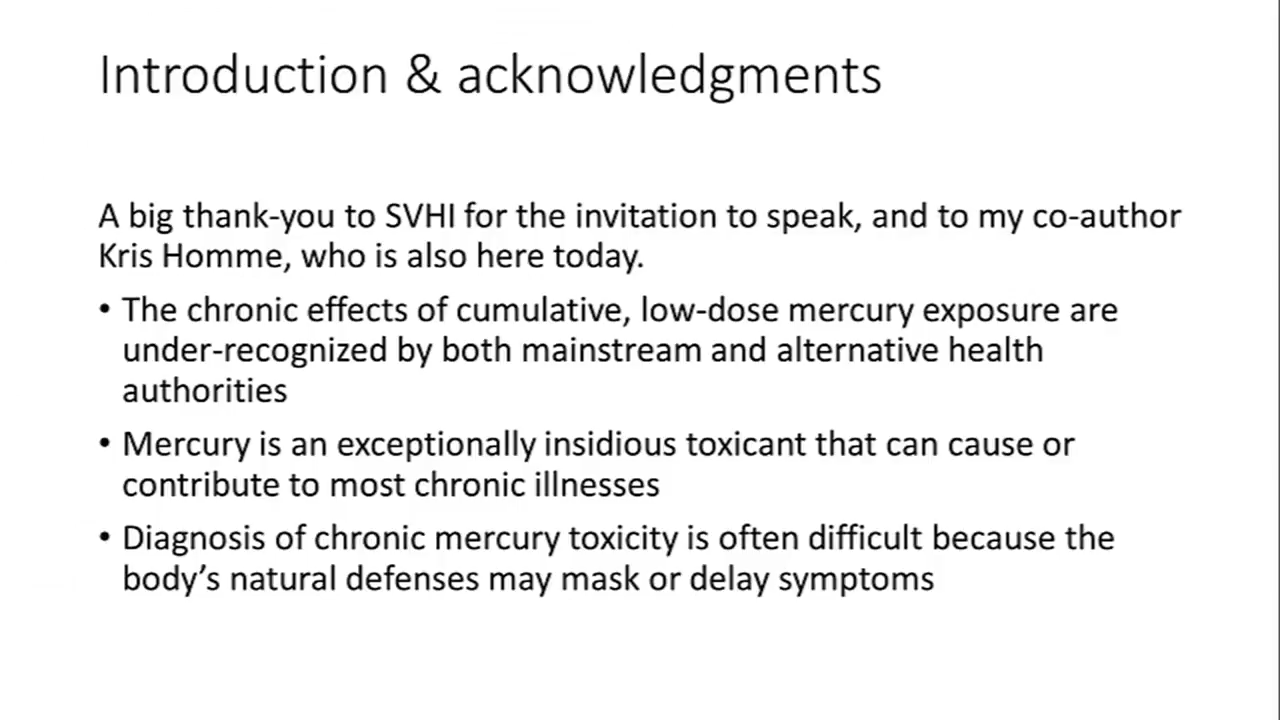 Introduction & acknowledgments
A big thank-you to SVHI for the invitation to speak, and to my co-author
Kris Homme, who is also here today.
• The chronic effects of cumulative, low-dose mercury exposure are
under-recognized by both mainstream and alternative health
authorities
• Mercury is an exceptionally insidious toxicant that can cause or
contribute to most chronic illnesses
• Diagnosis of chronic mercury toxicity is often difficult because the
body’s natural defenses may mask or delay symptoms